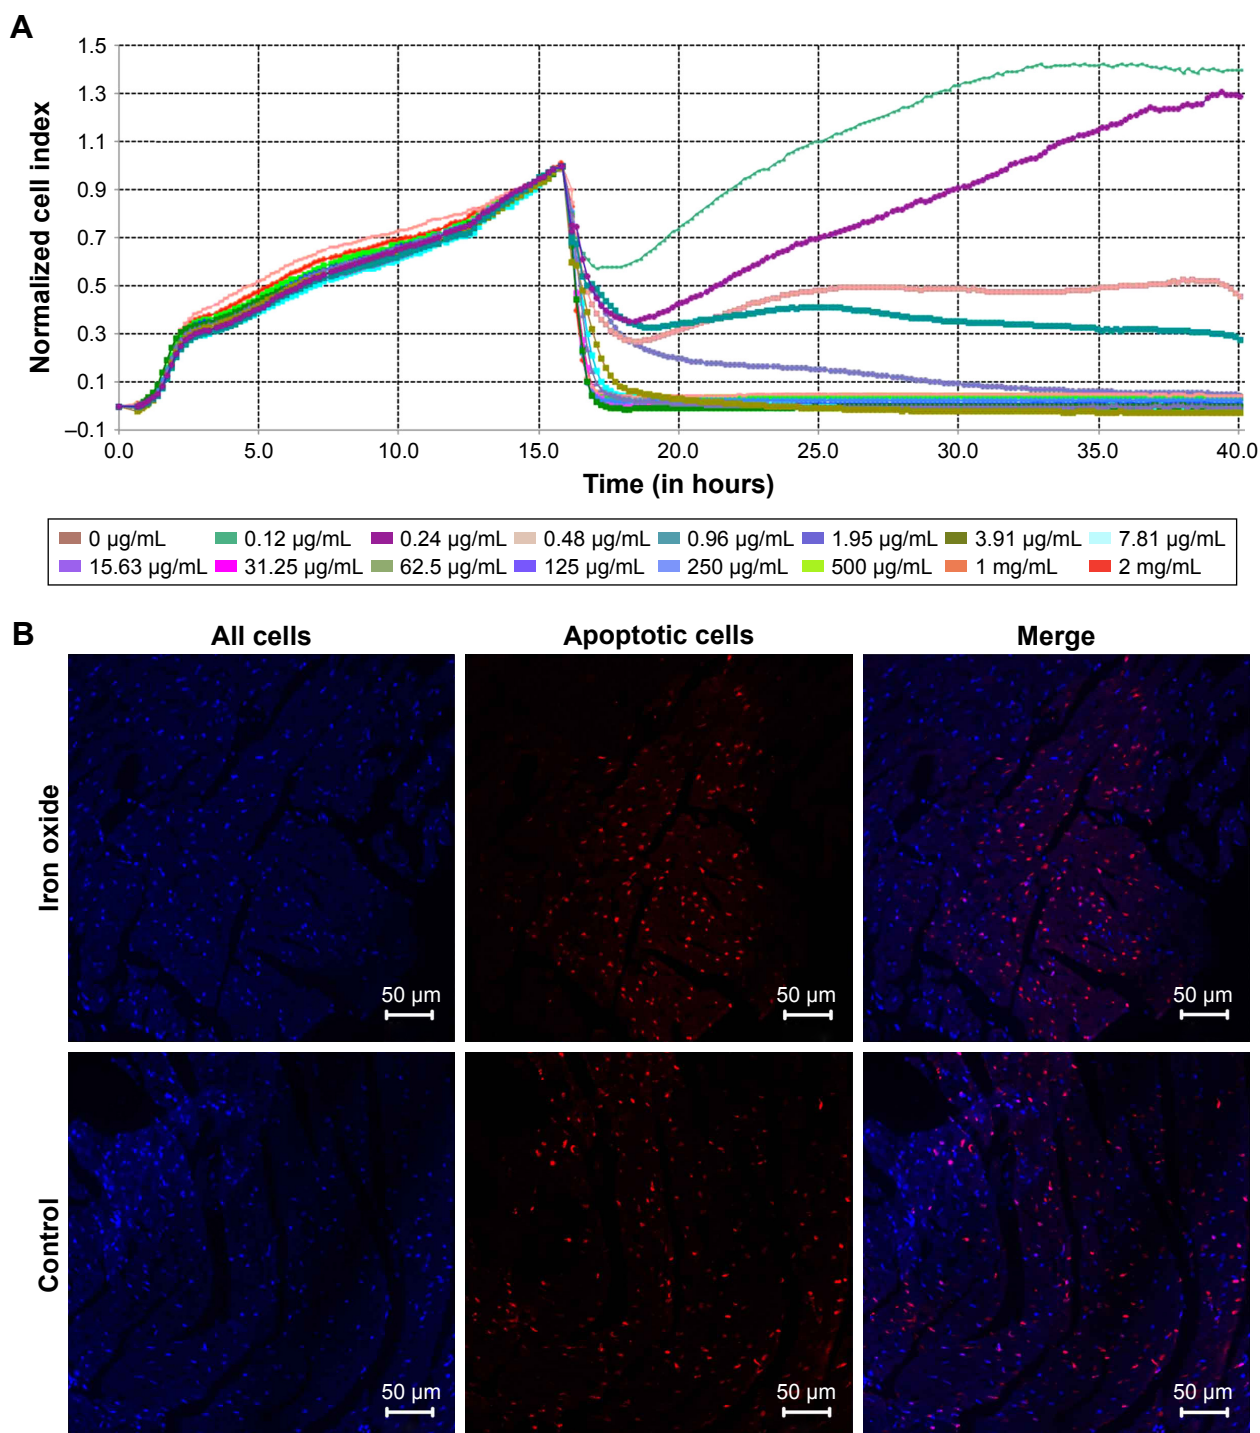 A
1.5
1.3
1.1
0.9
0.7
0.5
0.3
0.1
–0.1
Normalized cell index
0.0 5.0 10.0 15.0 20.0 25.0 30.0 35.0 40.0
Time (in hours)
0 µg/mL 0.12 µg/mL 0.24 µg/mL 0.48 µg/mL 0.96 µg/mL 1.95 µg/mL 3.91 µg/mL 7.81 µg/mL
15.63 µg/mL 31.25 µg/mL 62.5 µg/mL 125 µg/mL 250 µg/mL 500 µg/mL 1 mg/mL 2 mg/mL
B
All cells Apoptotic cells Merge
Iron oxide
50 µm 50 µm 50 µm
Control
50 µm 50 µm 50 µm